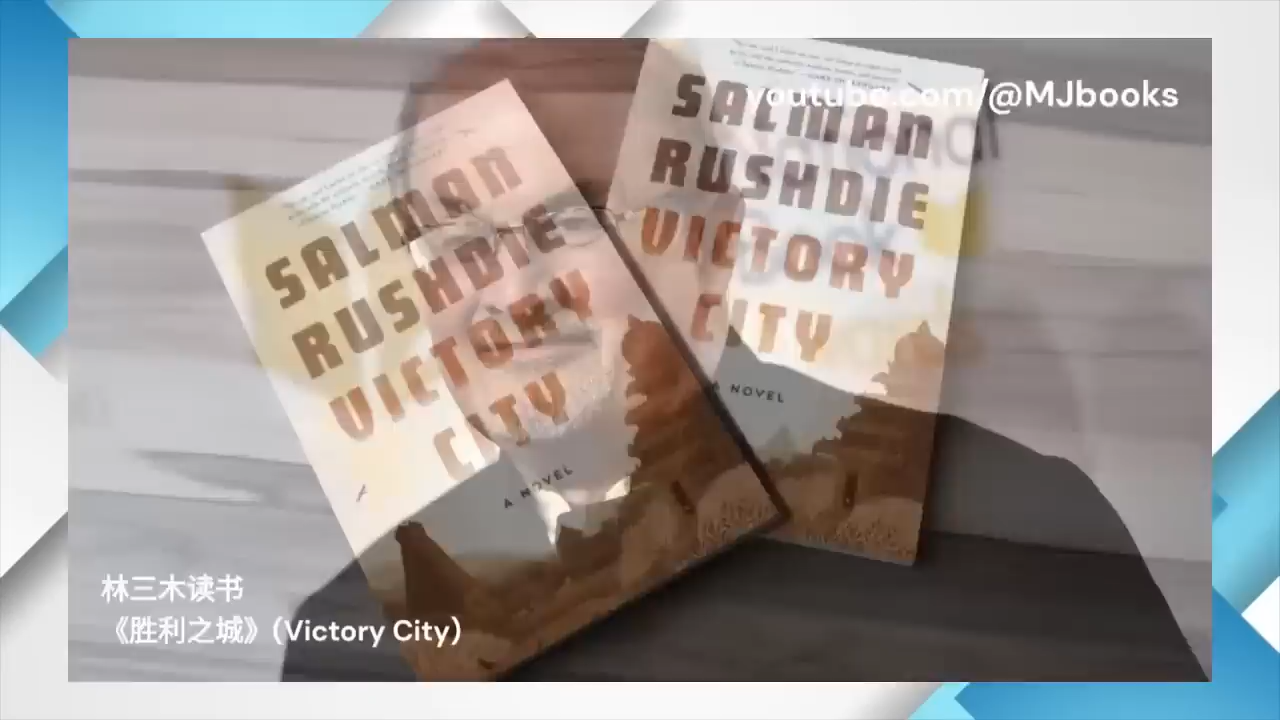 youtube.com/@MJbooks
SALMAN
RUSHDIE
VICTORY
CITY
A NOVEL
SALMAN
RUSHDIE
VICTORY
CITY
A NOVEL
林三木读书
《胜利之城》(Victory City)